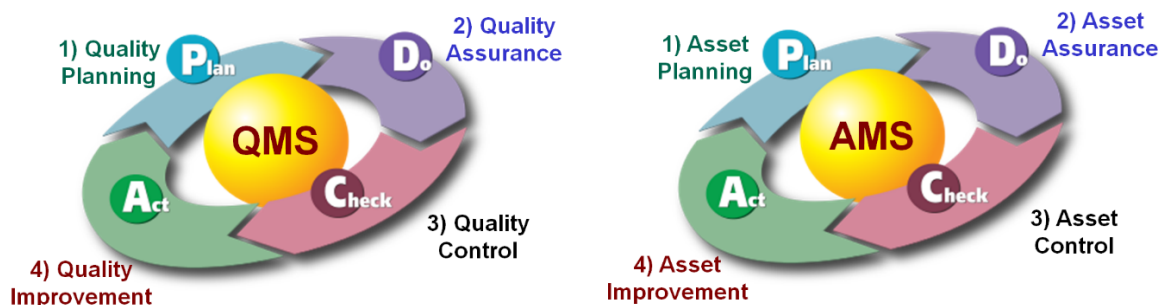 1) Quality
Planning
Plan
2) Quality
Assurance
Do
QMS
Act
Check
3) Quality
Control
4) Quality
Improvement
1) Asset
Planning
Plan
2) Asset
Assurance
Do
AMS
Act
Check
3) Asset
Control
4) Asset
Improvement